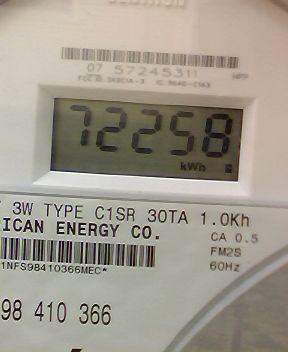 07 57245311
72258
kWh
3W TYPE C1SR 30TA 1.0Kh
RICAN ENERGY CO.
CA 0.5
FM2S
1NFS98410366MEC*
60Hz
98 410 366